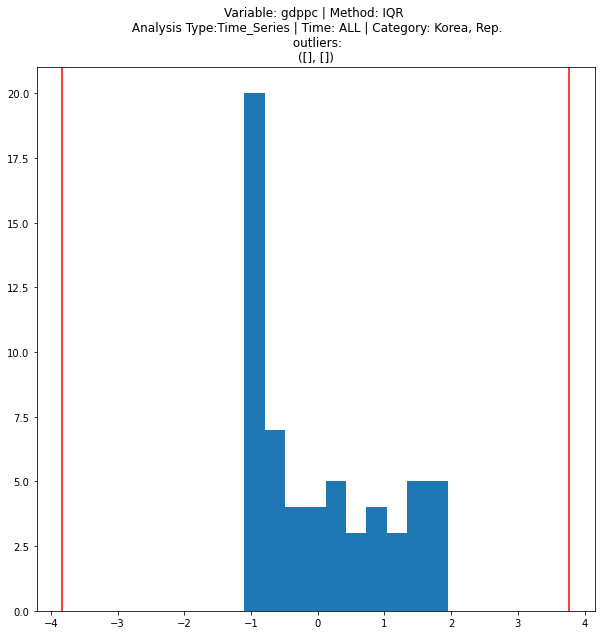 Variable: gdppc | Method: IQR
Analysis Type:Time_Series | Time: ALL | Category: Korea, Rep.
outliers:
([], [])
20.0
17.5
15.0
12.5
10.0
7.5
5.0
2.5
0.0
−4 −3 −2 −1 0 1 2 3 4